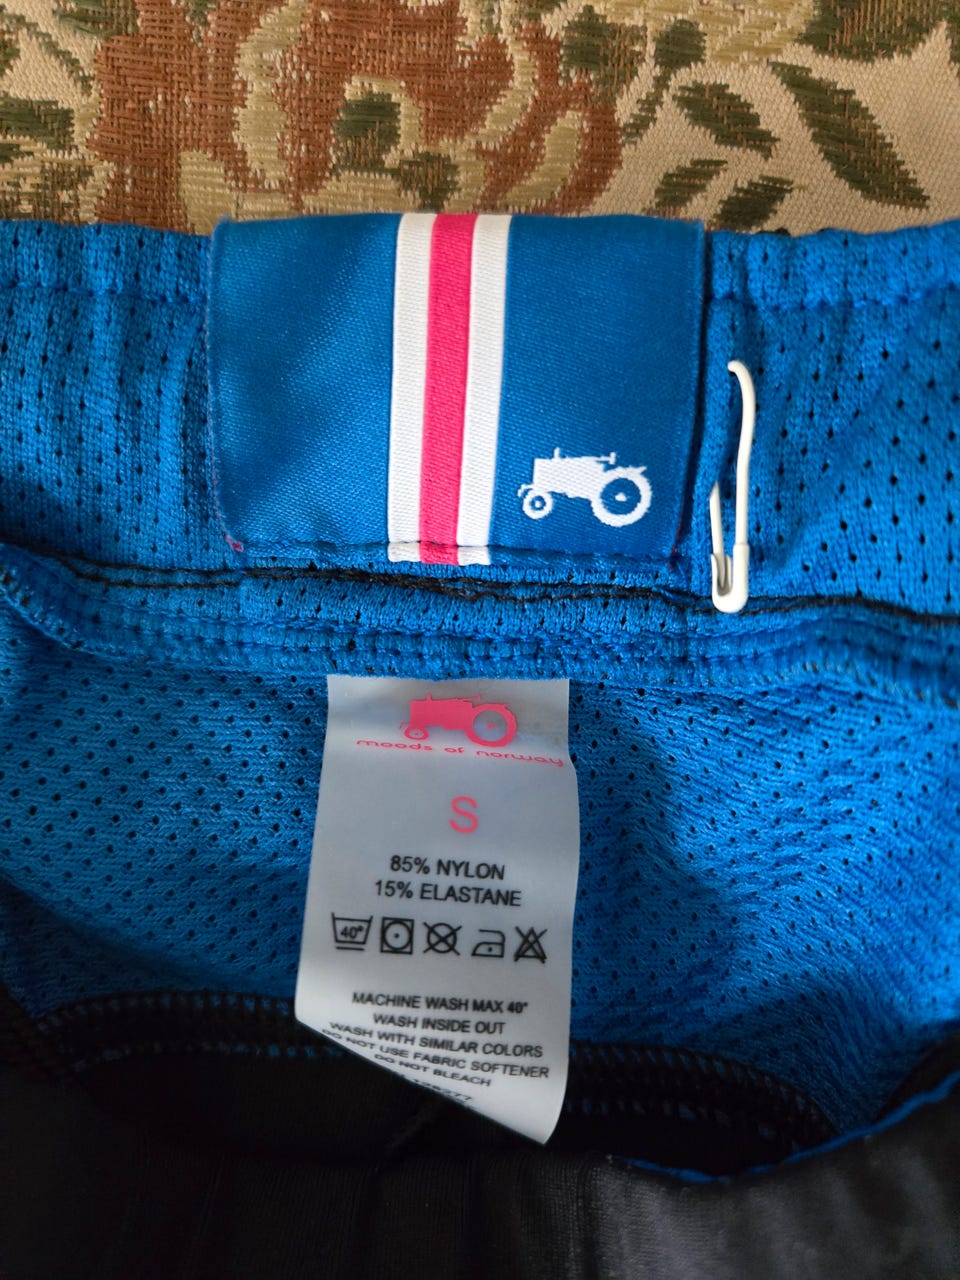 moods of norway
S
85% NYLON
15% ELASTANE
40°
MACHINE WASH MAX 40°
WASH INSIDE OUT
WASH WITH SIMILAR COLORS
DO NOT USE FABRIC SOFTENER
DO NOT BLEACH